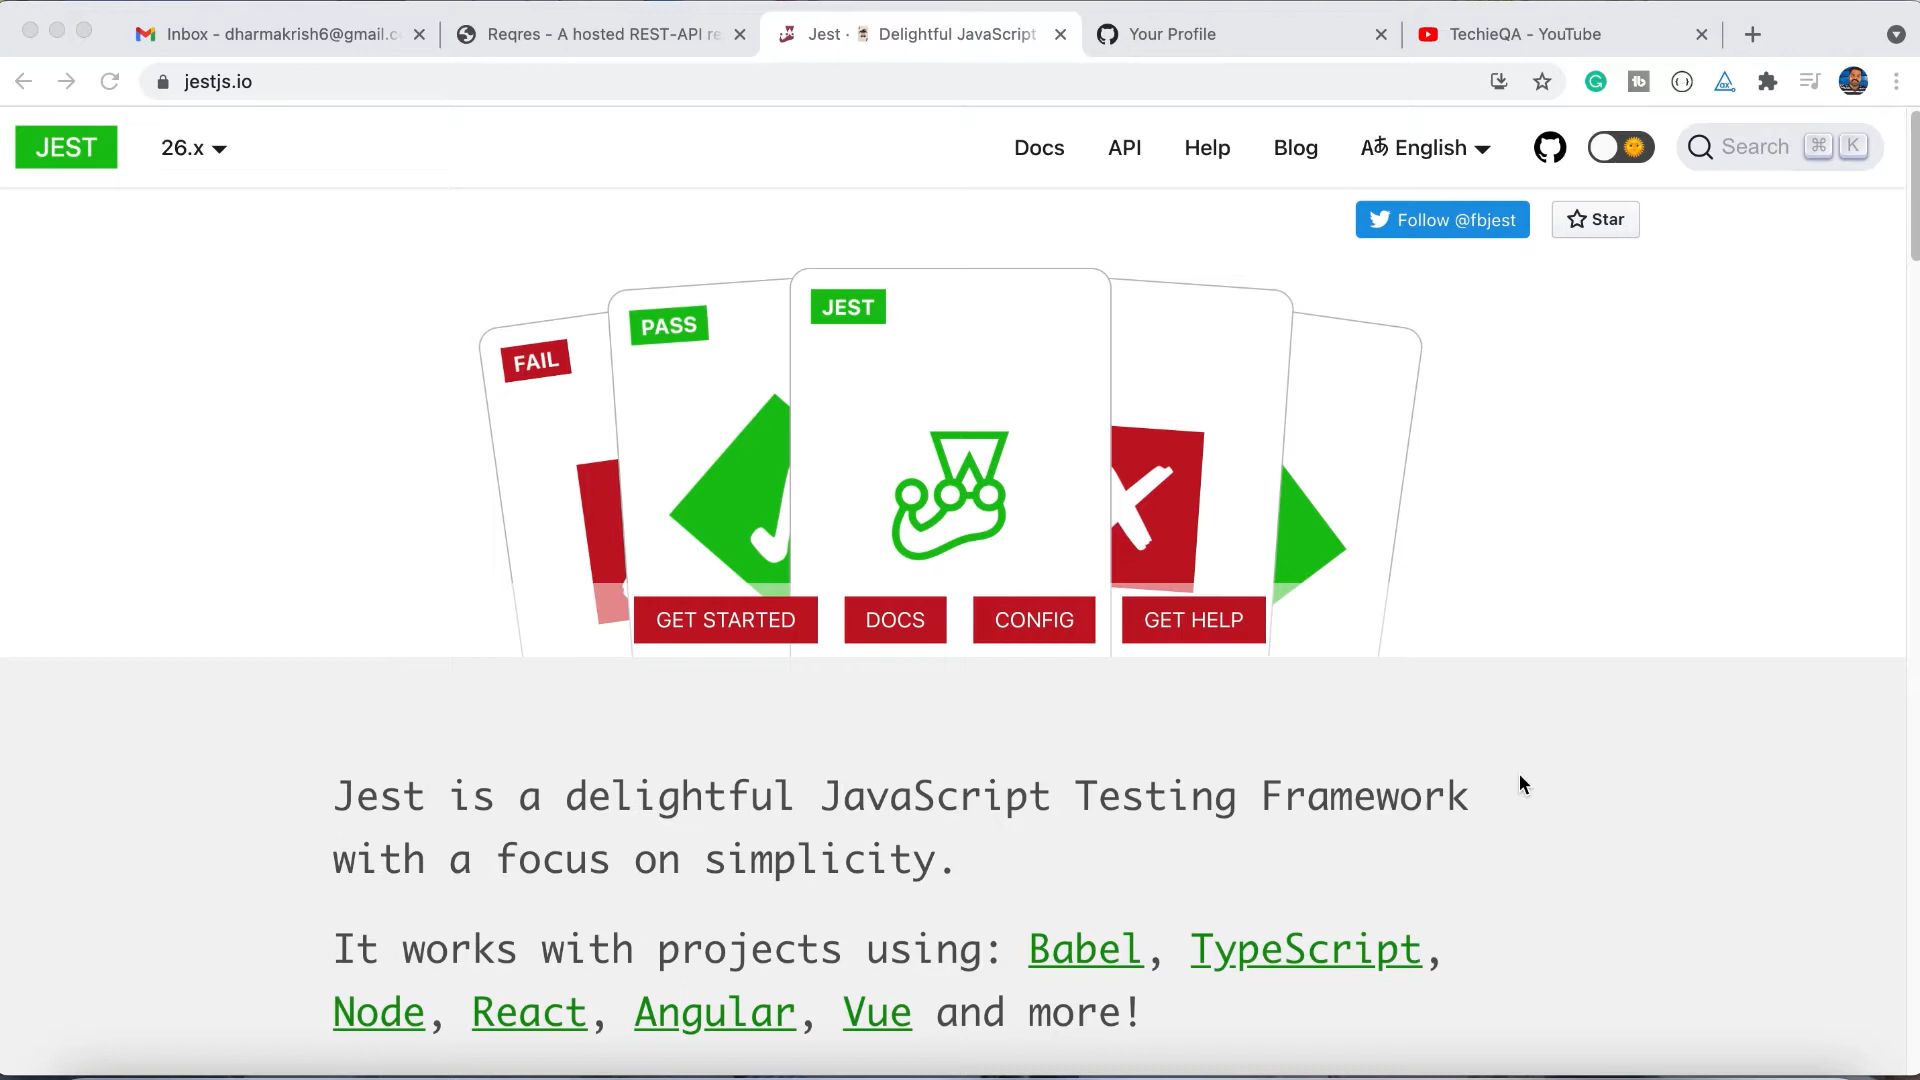 Inbox - dharmakrish6@gmail.c
Reqres - A hosted REST-API re
Jest · Delightful JavaScript
Your Profile
TechieQA - YouTube
jestjs.io
JEST
26.x
Docs
API
Help
Blog
Aあ English
Search ⌘ K
Follow @fbjest
Star
FAIL
PASS
JEST
GET STARTED
DOCS
CONFIG
GET HELP
Jest is a delightful JavaScript Testing Framework
with a focus on simplicity.
It works with projects using: Babel, TypeScript,
Node, React, Angular, Vue and more!